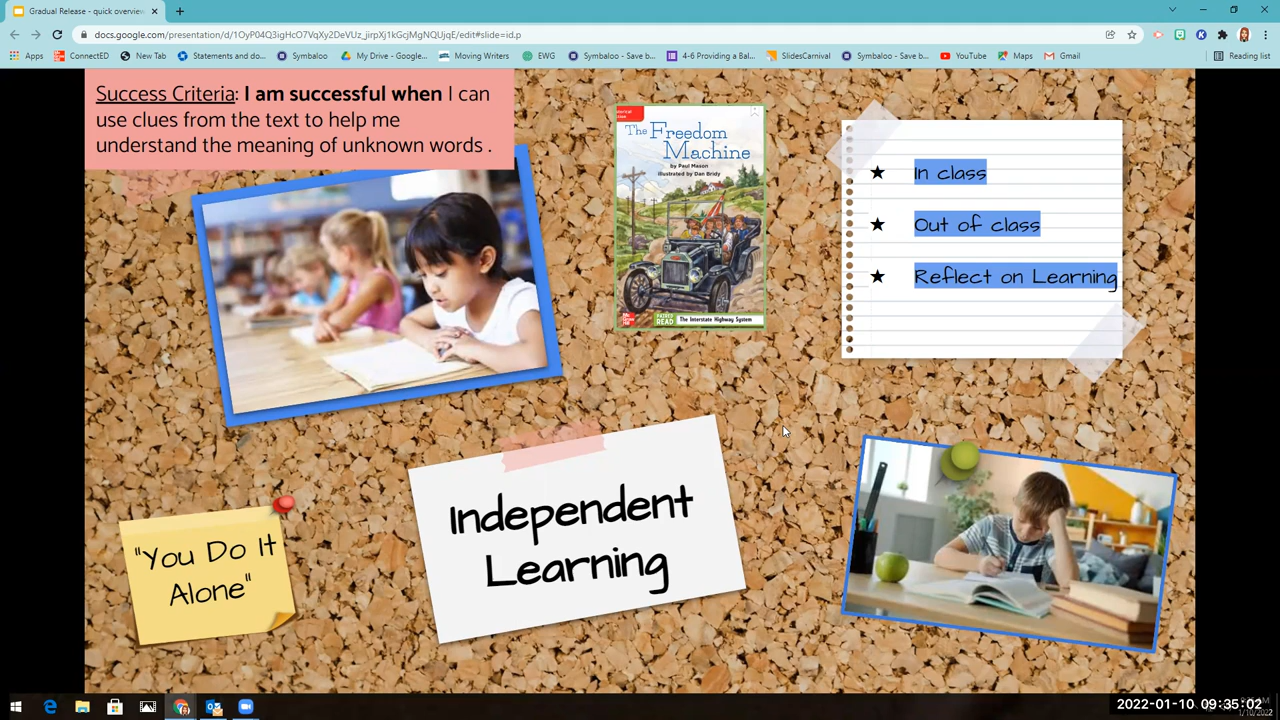 Gradual Release - quick overview
docs.google.com/presentation/d/1OyP04Q3igHcO7VqXy2DeVUz_jirpXj1kGcjMgNQUjqE/edit#slide=id.p
Apps ConnectED New Tab Statements and do... Symbaloo My Drive - Google... Moving Writers EWG Symbaloo - Save b... 4-6 Providing a Bal... SlidesCarnival Symbaloo - Save b... YouTube Maps Gmail Reading list
Success Criteria: I am successful when I can
use clues from the text to help me
understand the meaning of unknown words .
The Freedom
Machine
by Paul Mason
illustrated by Dan Bridy
PAIRED
READ
The Interstate Highway System
★ In class
★ Out of class
★ Reflect on Learning
Independent
Learning
"You Do It
Alone"
2022-01-10 09:35:02